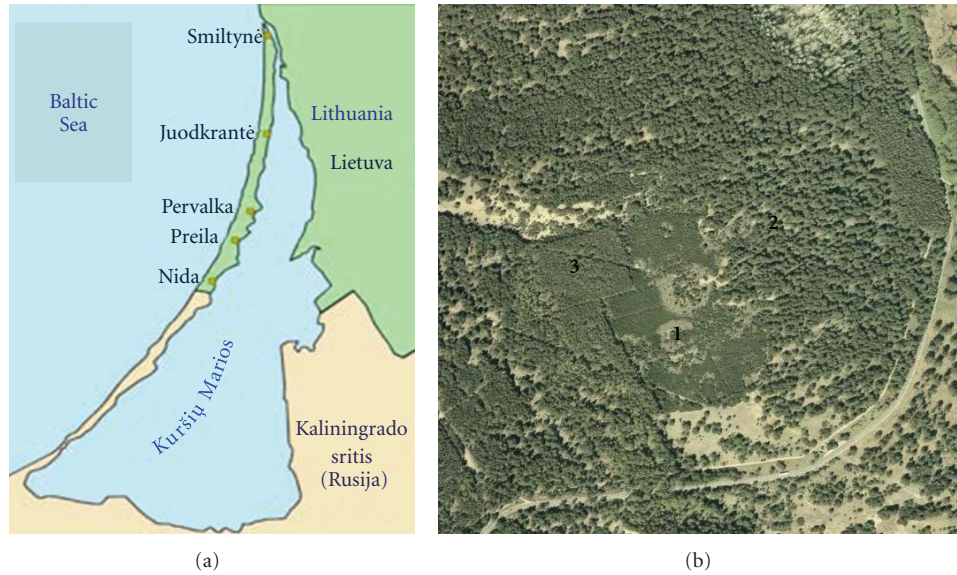 Smiltynė
Baltic
Sea
Lithuania
Juodkrantė
Lietuva
Pervalka
Preila
Nida
Kuršių Marios
Kaliningrado
sritis
(Rusija)
(a)
2
3
1
(b)